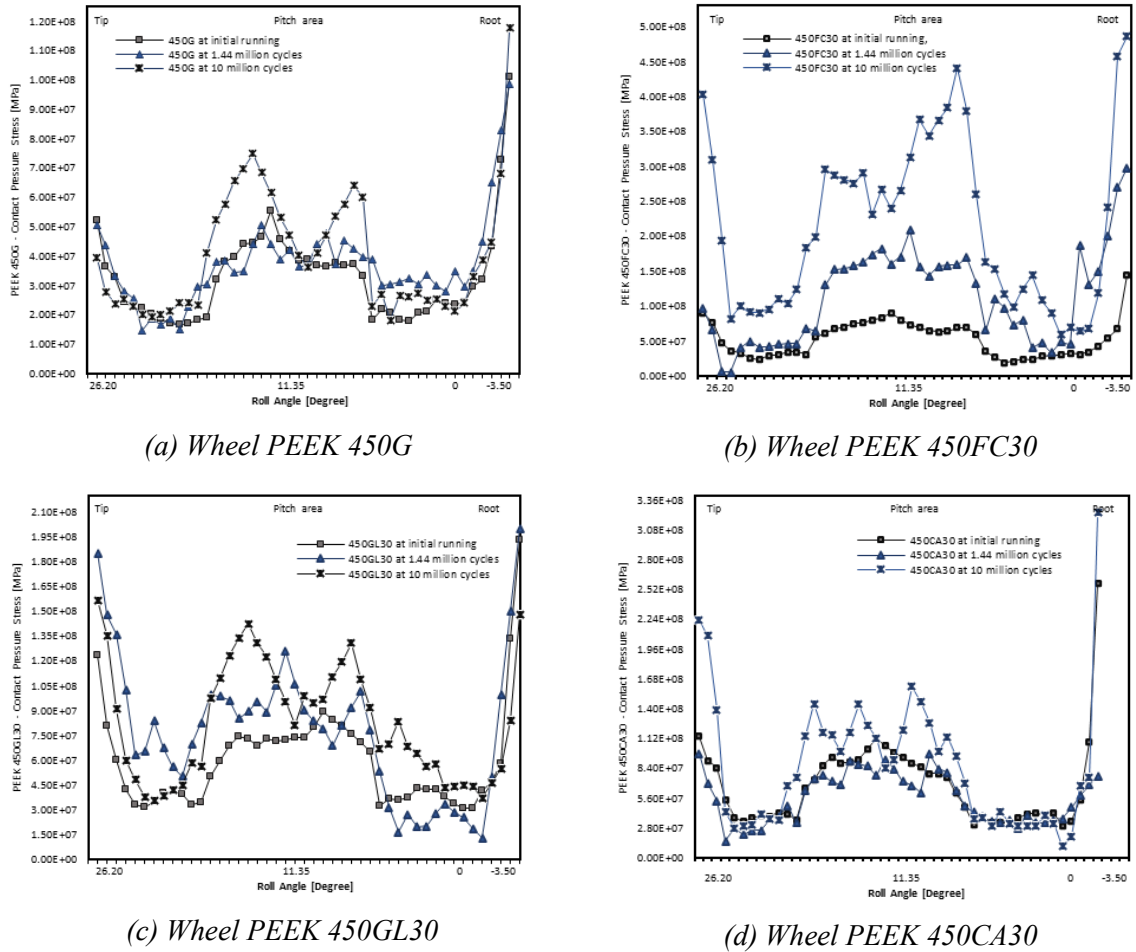 Tip Pitch area Root
450G at initial running
450G at 1.44 million cycles
450G at 10 million cycles
PEEK 450G - Contact Pressure Stress [MPa]
1.20E+08
1.00E+08
9.00E+07
7.00E+07
6.00E+07
4.00E+07
3.00E+07
1.00E+07
0.00E+00
26.20 11.35 0 -3.50
Roll Angle [Degree]
(a) Wheel PEEK 450G
Tip Pitch area Root
450FC30 at initial running,
450FC30 at 1.44 million cycles
450FC30 at 10 million cycles
PEEK 450FC30 - Contact Pressure Stress [MPa]
5.00E+08
4.50E+08
4.00E+08
3.50E+08
3.00E+08
2.50E+08
2.00E+08
1.50E+08
1.00E+08
5.00E+07
0.00E+00
26.20 11.35 0 -3.50
Roll Angle [Degree]
(b) Wheel PEEK 450FC30
Tip Pitch area Root
450GL30 at initial running
450GL30 at 1.44 million cycles
450GL30 at 10 million cycles
PEEK 450GL30 - Contact Pressure Stress [MPa]
2.10E+08
1.95E+08
1.80E+08
1.65E+08
1.50E+08
1.35E+08
1.20E+08
1.05E+08
9.00E+07
7.50E+07
6.00E+07
4.50E+07
3.00E+07
1.50E+07
0.00E+00
26.20 11.35 0 -3.50
Roll Angle [Degree]
(c) Wheel PEEK 450GL30
Tip Pitch area Root
450CA30 at initial running
450CA30 at 1.44 million cycles
450CA30 at 10 million cycles
PEEK 450CA30 - Contact Pressure Stress [MPa]
3.36E+08
3.08E+08
2.80E+08
2.52E+08
2.24E+08
1.96E+08
1.68E+08
1.40E+08
1.12E+08
8.40E+07
5.60E+07
2.80E+07
0.00E+00
26.20 11.35 0 -3.50
Roll Angle [Degree]
(d) Wheel PEEK 450CA30